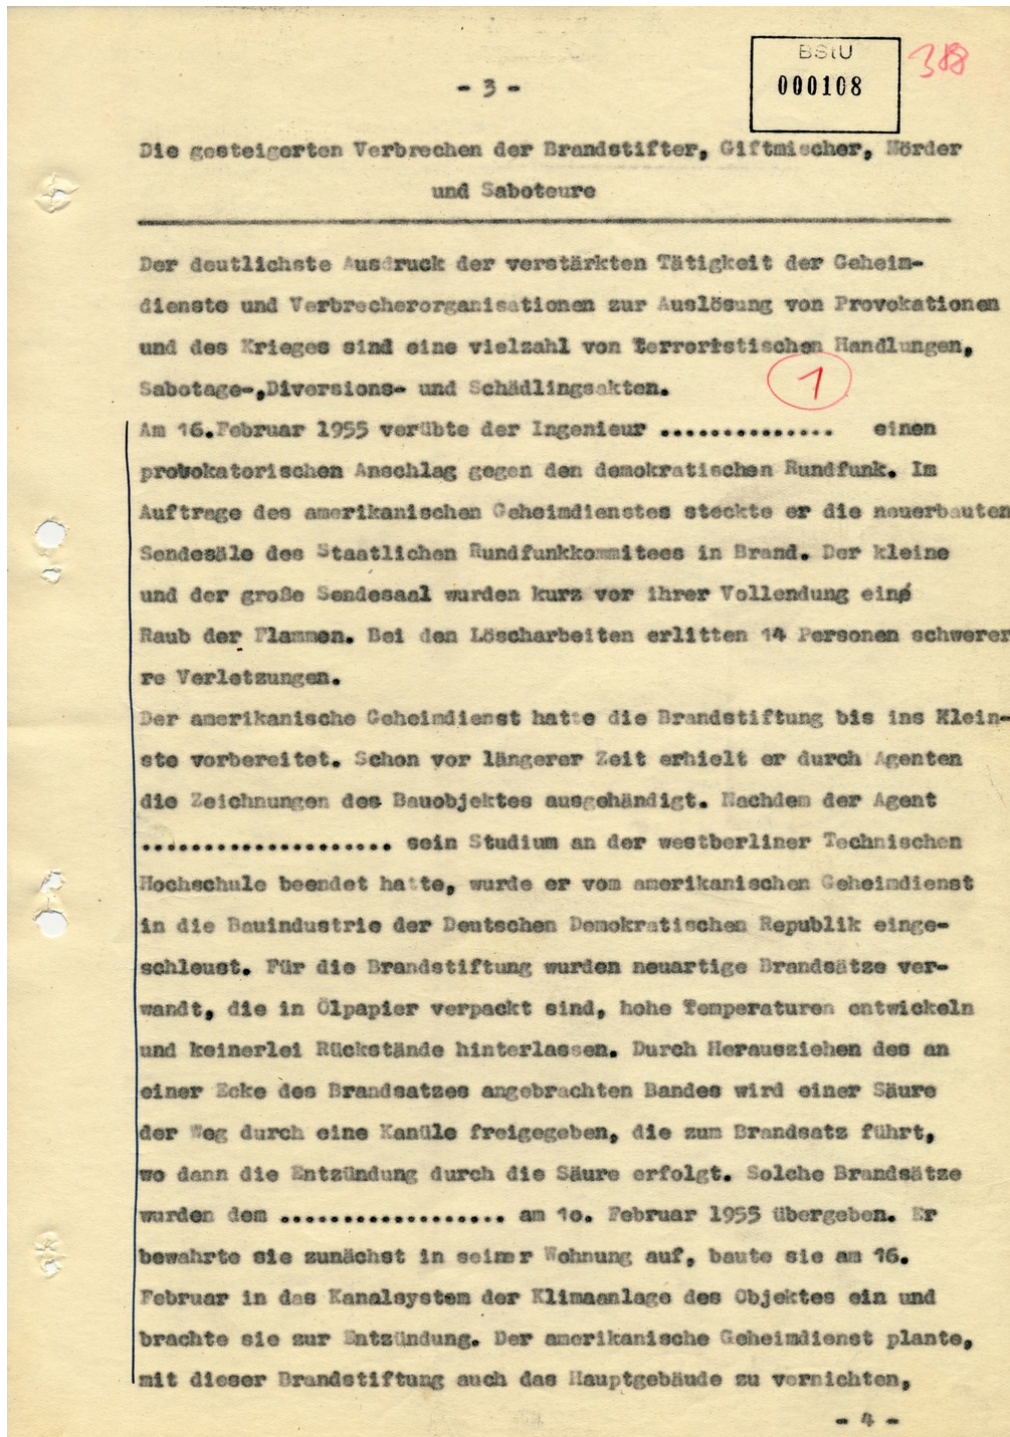 BStU
000108
388
- 3 -
Die gesteigerten Verbrechen der Brandstifter, Giftmischer, Mörder
und Saboteure
Der deutlichste Ausdruck der verstärkten Tätigkeit der Geheim-
dienste und Verbrecherorganisationen zur Auslösung von Provokationen
und des Krieges sind eine vielzahl von terroristischen Handlungen,
Sabotage-,Diversions- und Schädlingsakten.
1
Am 16.Februar 1955 verübte der Ingenieur .............. einen
provokatorischen Anschlag gegen den demokratischen Rundfunk. Im
Auftrage des amerikanischen Geheimdienstes steckte er die neuerbauten
Sendesäle des Staatlichen Rundfunkkommitees in Brand. Der kleine
und der große Sendesaal wurden kurz vor ihrer Vollendung ein
Raub der Flammen. Bei den Löscharbeiten erlitten 14 Personen schwerer
re Verletzungen.
Der amerikanische Geheimdienst hatte die Brandstiftung bis ins Klein-
ste vorbereitet. Schon vor längerer Zeit erhielt er durch Agenten
die Zeichnungen des Bauobjektes ausgehändigt. Nachdem der Agent
.................... sein Studium an der westberliner Technischen
Hochschule beendet hatte, wurde er vom amerikanischen Geheimdienst
in die Bauindustrie der Deutschen Demokratischen Republik einge-
schleust. Für die Brandstiftung wurden neuartige Brandsätze ver-
wandt, die in Ölpapier verpackt sind, hohe Temperaturen entwickeln
und keinerlei Rückstände hinterlassen. Durch Herausziehen des an
einer Ecke des Brandsatzes angebrachten Bandes wird einer Säure
der Weg durch eine Kanüle freigegeben, die zum Brandsatz führt,
wo dann die Entzündung durch die Säure erfolgt. Solche Brandsätze
wurden dem .................. am 1o. Februar 1955 übergeben. Er
bewahrte sie zunächst in seiner Wohnung auf, baute sie am 16.
Februar in das Kanalsystem der Klimaanlage des Objektes ein und
brachte sie zur Entzündung. Der amerikanische Geheimdienst plante,
mit dieser Brandstiftung auch das Hauptgebäude zu vernichten,
- 4 -